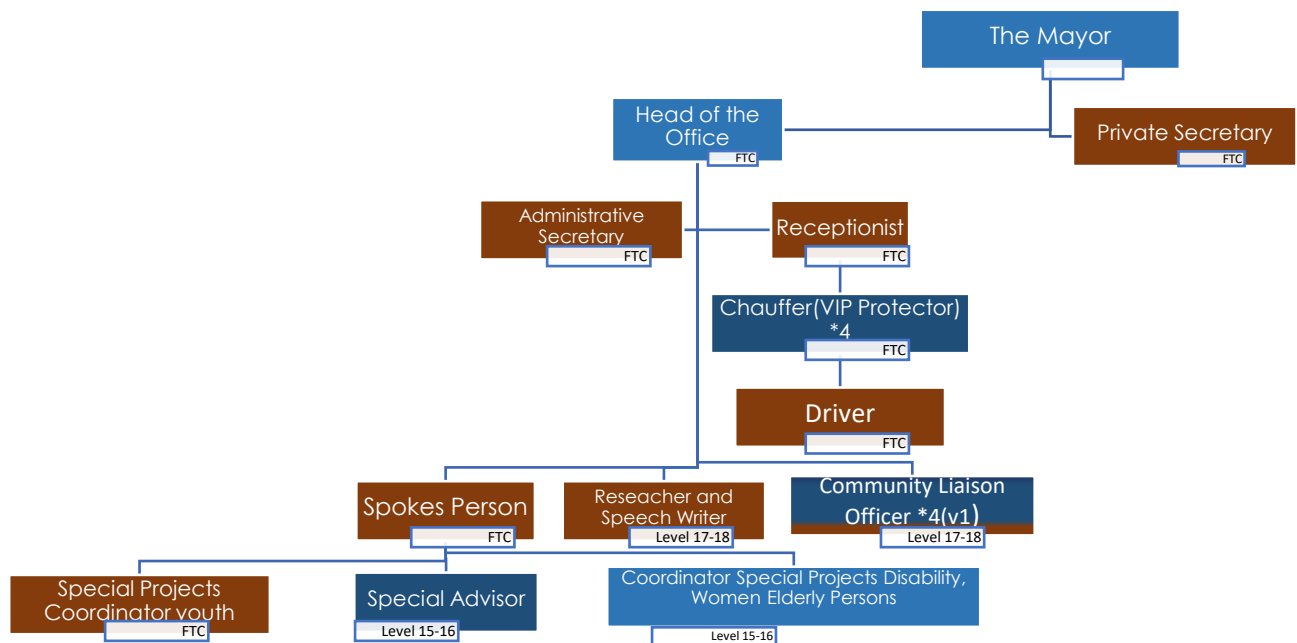 The Mayor
Head of the
Office
FTC
Private Secretary
FTC
Administrative
Secretary
FTC
Receptionist
FTC
Chauffer(VIP Protector)
*4
FTC
Driver
FTC
Spokes Person
FTC
Reseacher and
Speech Writer
Level 17-18
Community Liaison
Officer *4(v1)
Level 17-18
Special Projects
Coordinator youth
FTC
Special Advisor
Level 15-16
Coordinator Special Projects Disability,
Women Elderly Persons
Level 15-16